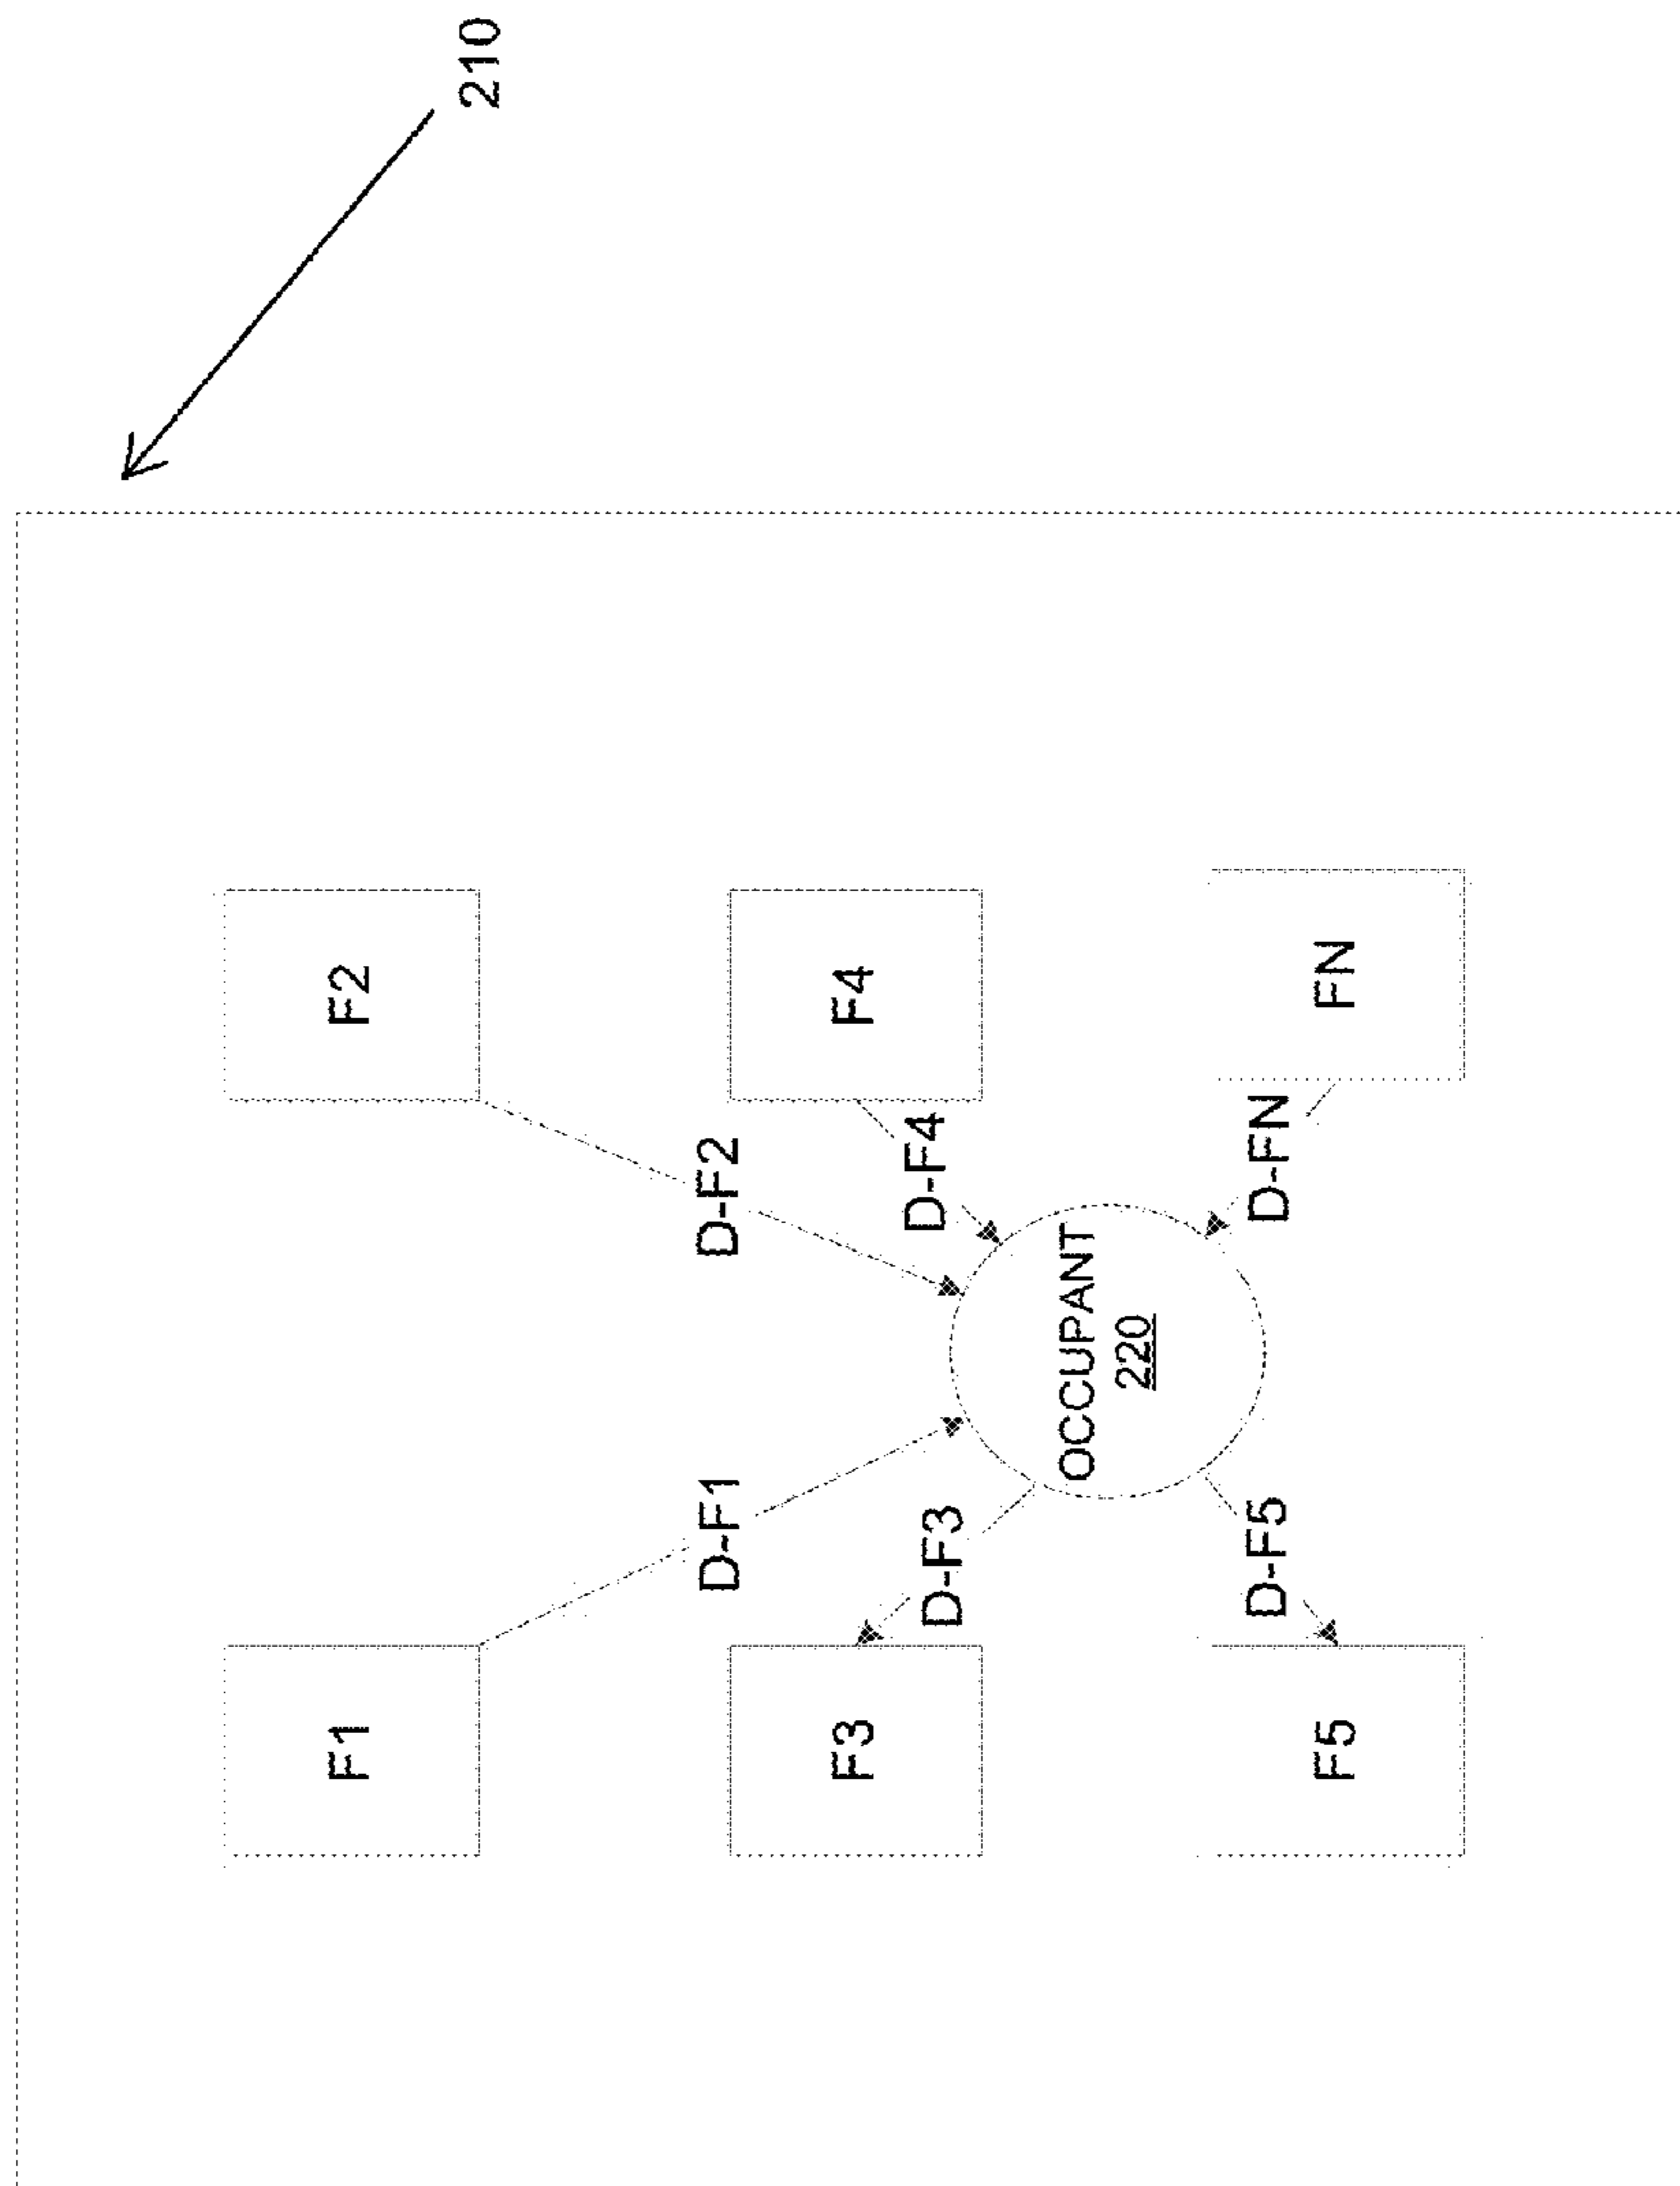 210
F1
F2
D-F1
D-F2
F3
F4
D-F3
D-F4
OCCUPANT
220
D-F5
D-FN
F5
FN